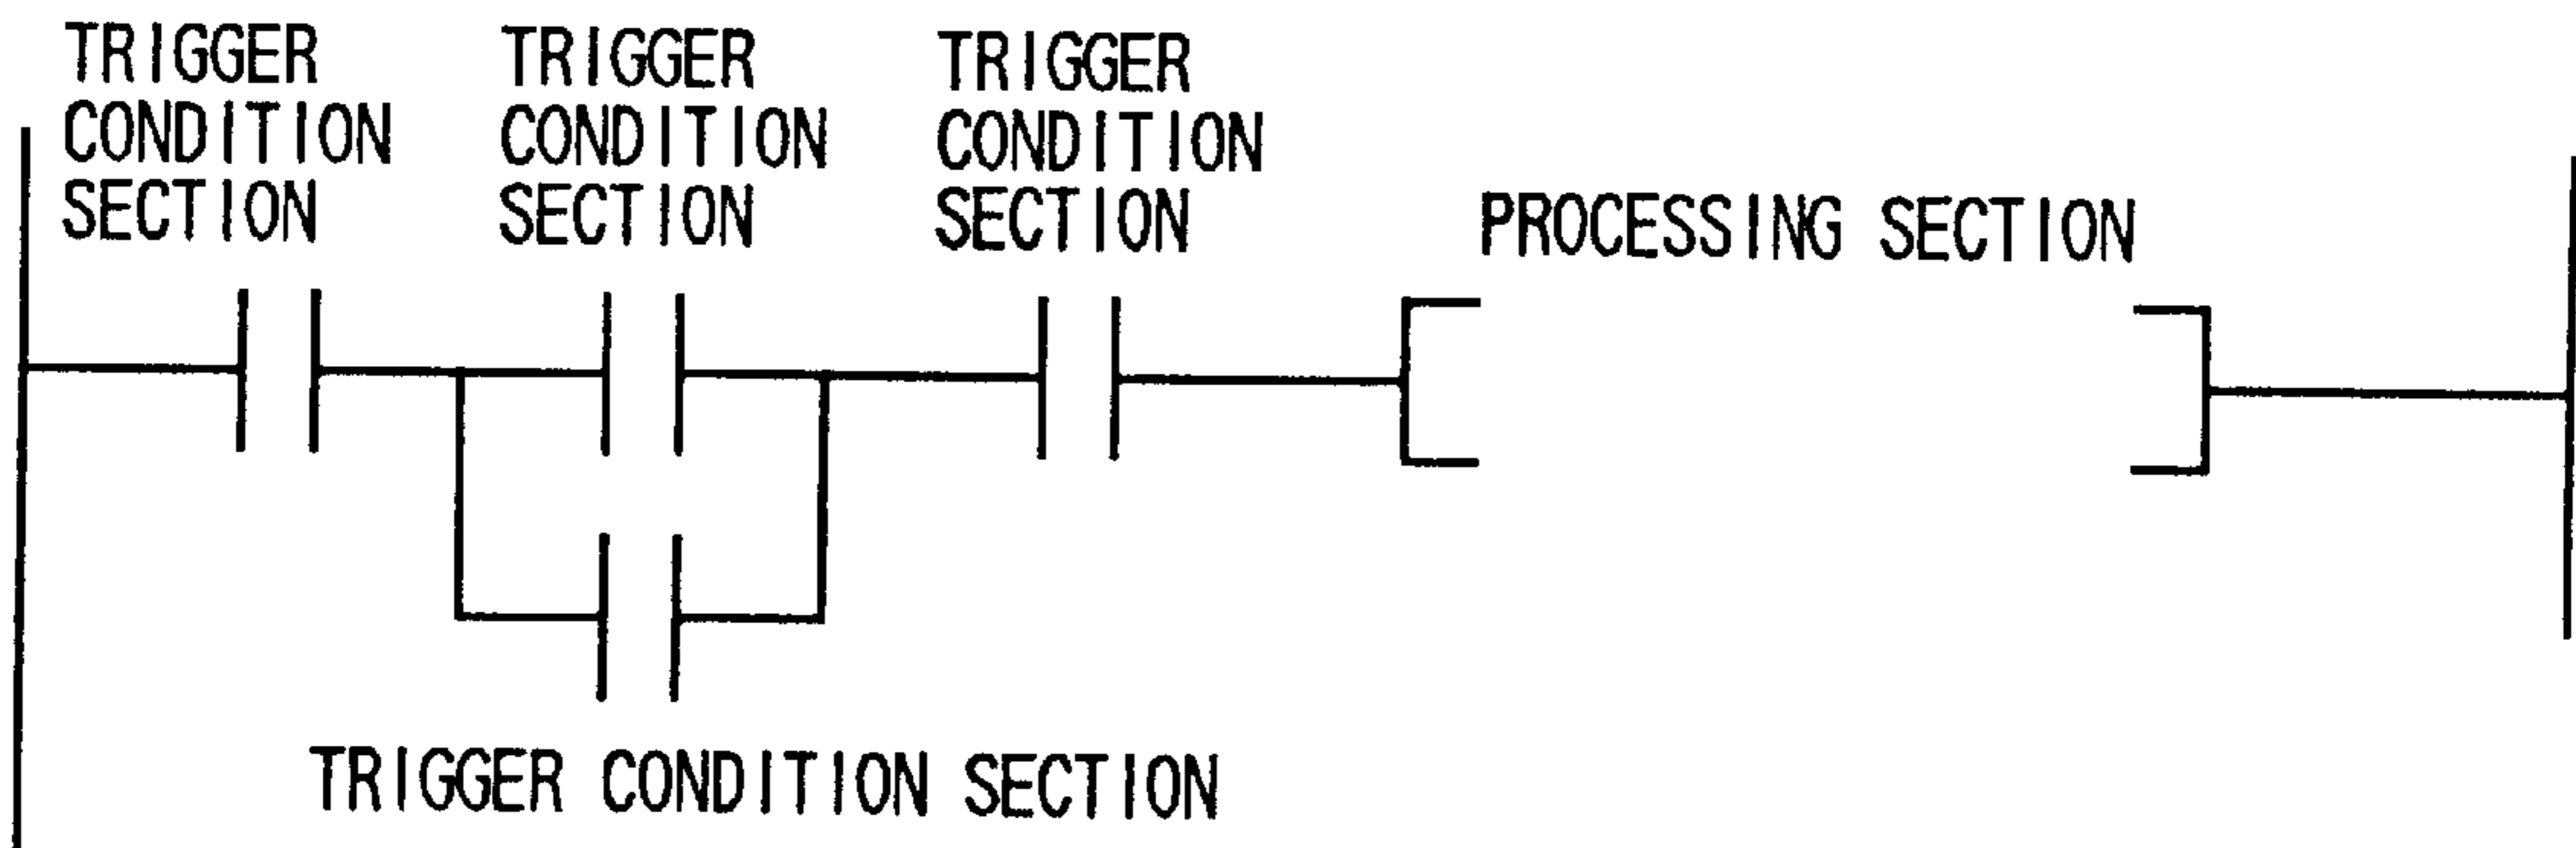 TRIGGER
CONDITION
SECTION
TRIGGER
CONDITION
SECTION
TRIGGER
CONDITION
SECTION
PROCESSING SECTION
TRIGGER CONDITION SECTION